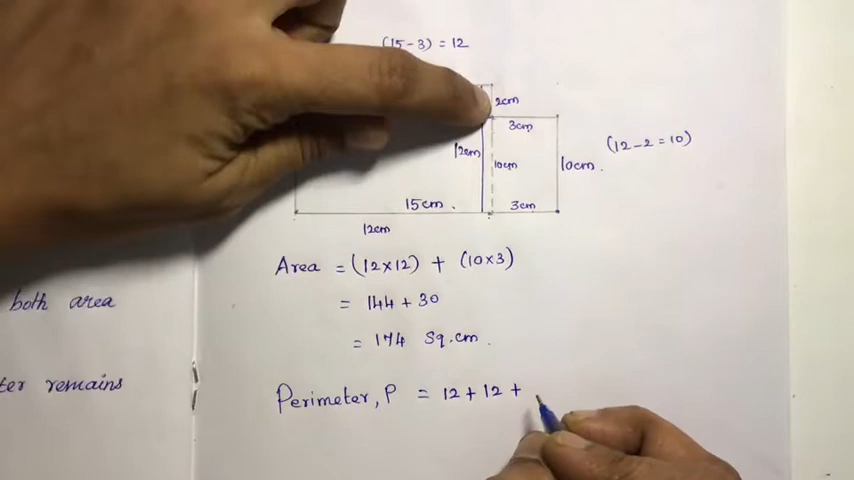 (15-3) = 12
2cm
3cm
12cm
10cm
10cm.
(12-2=10)
15cm.
3cm
12cm
Area = (12×12) + (10×3)
= 144 + 30
= 174 Sq.cm.
both area
Perimeter, P = 12 + 12 +
ter remains